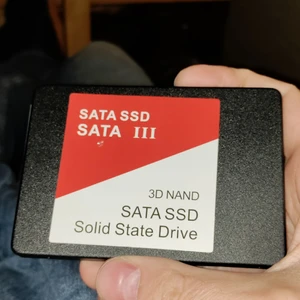 SATA SSD
SATA III
3D NAND
SATA SSD
Solid State Drive